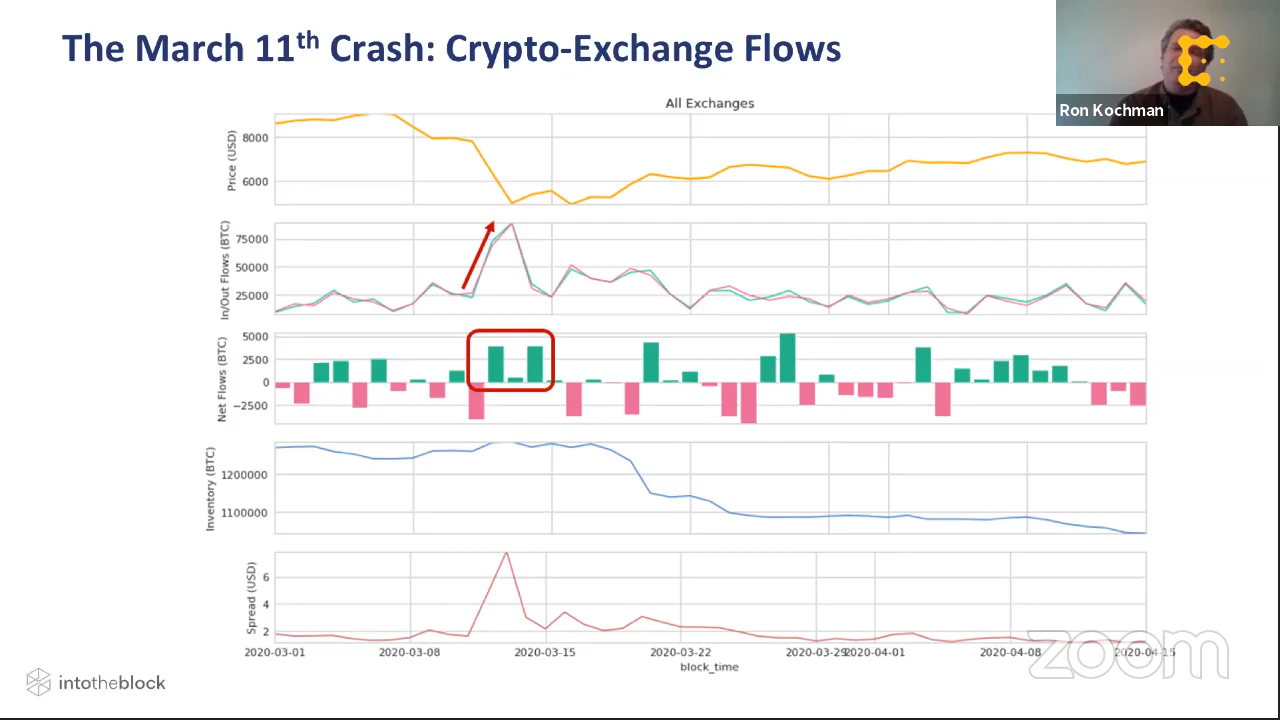 The March 11th Crash: Crypto-Exchange Flows
Ron Kochman
All Exchanges
Price (USD)
8000
6000
In/Out Flows (BTC)
75000
50000
25000
Net Flows (BTC)
5000
2500
0
−2500
Inventory (BTC)
1200000
1100000
Spread (USD)
6
4
2
2020-03-01 2020-03-08 2020-03-15 2020-03-22 2020-03-29 2020-04-01 2020-04-08 2020-04-15
block_time
zoom
intotheblock